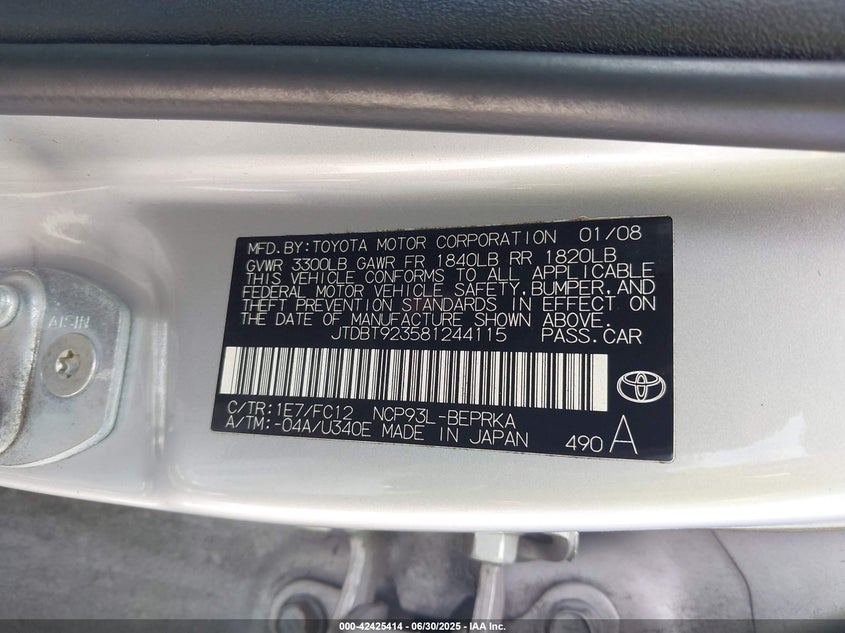 MFD.BY:TOYOTA MOTOR CORPORATION 01/08
GVWR 3300LB GAWR FR 1840LB RR 1820LB
THIS VEHICLE CONFORMS TO ALL APPLICABLE
FEDERAL MOTOR VEHICLE SAFETY,BUMPER,AND
THEFT PREVENTION STANDARDS IN EFFECT ON
THE DATE OF MANUFACTURE SHOWN ABOVE.
JTDBT923581244115 PASS.CAR
AISIN
C/TR:1E7/FC12 NCP93L-BEPRKA
A/TM:-04A/U340E MADE IN JAPAN 490 A
000-42425414 - 06/30/2025 - IAA Inc.